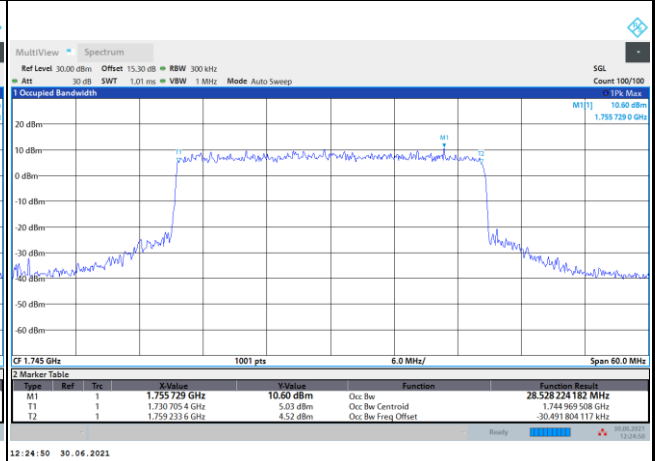 MultiView Spectrum
Ref Level 30.00 dBm Offset 15.30 dB RBW 300 kHz SGL
Att 30 dB SWT 1.01 ms VBW 1 MHz Mode Auto Sweep Count 100/100
1 Occupied Bandwidth 1Pk Max
M1[1] 10.60 dBm
1.755 729 0 GHz
20 dBm
M1
10 dBm
T1 T2
0 dBm
-10 dBm
-20 dBm
-30 dBm
-40 dBm
-50 dBm
-60 dBm
CF 1.745 GHz 1001 pts 6.0 MHz/ Span 60.0 MHz
2 Marker Table
Type Ref Trc X-Value Y-Value Function Function Result
M1 1 1.755 729 GHz 10.60 dBm Occ Bw 28.528 224 182 MHz
T1 1 1.730 705 4 GHz 5.03 dBm Occ Bw Centroid 1.744 969 508 GHz
T2 1 1.759 233 6 GHz 4.52 dBm Occ Bw Freq Offset -30.491 804 117 kHz
Ready 30.06.2021
12:24:50
12:24:50 30.06.2021